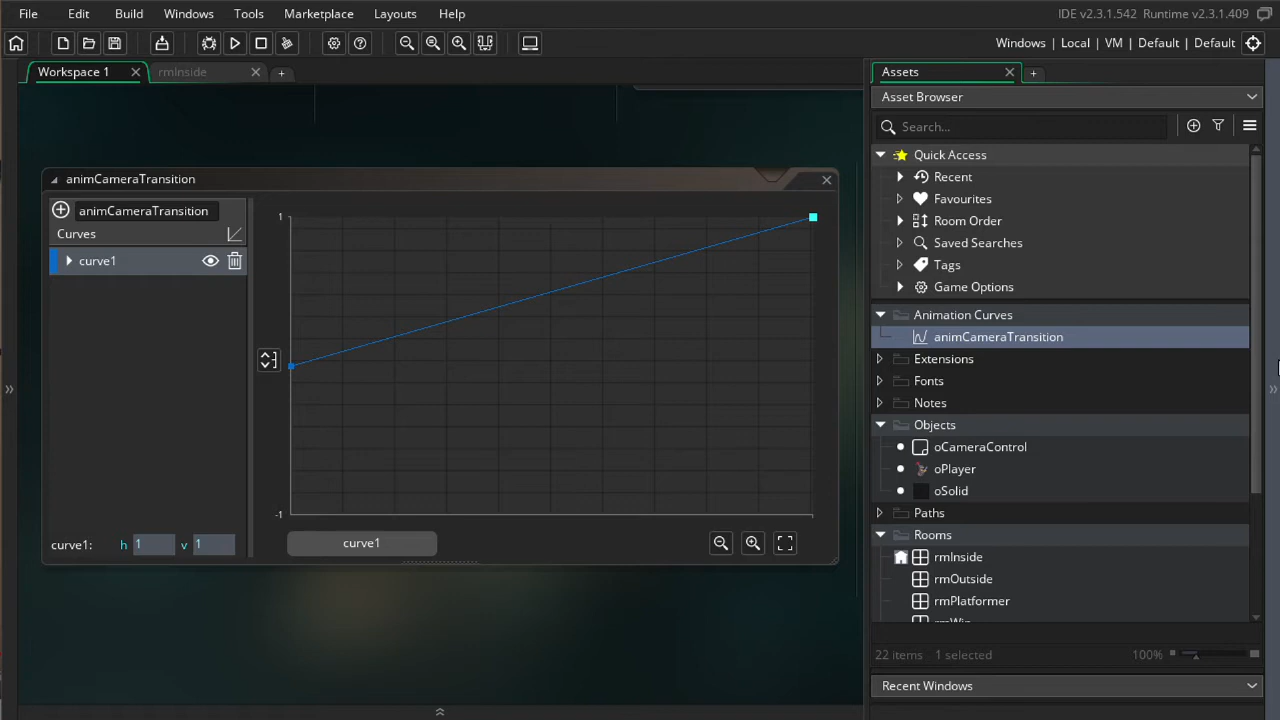 File Edit Build Windows Tools Marketplace Layouts Help
IDE v2.3.1.542 Runtime v2.3.1.409
Windows | Local | VM | Default | Default
Workspace 1
rmInside
animCameraTransition
animCameraTransition
Curves
curve1
curve1: h 1 v 1
1
-1
curve1
Assets
Asset Browser
Search...
Quick Access
Recent
Favourites
Room Order
Saved Searches
Tags
Game Options
Animation Curves
animCameraTransition
Extensions
Fonts
Notes
Objects
oCameraControl
oPlayer
oSolid
Paths
Rooms
rmInside
rmOutside
rmPlatformer
rmWin
22 items 1 selected 100%
Recent Windows